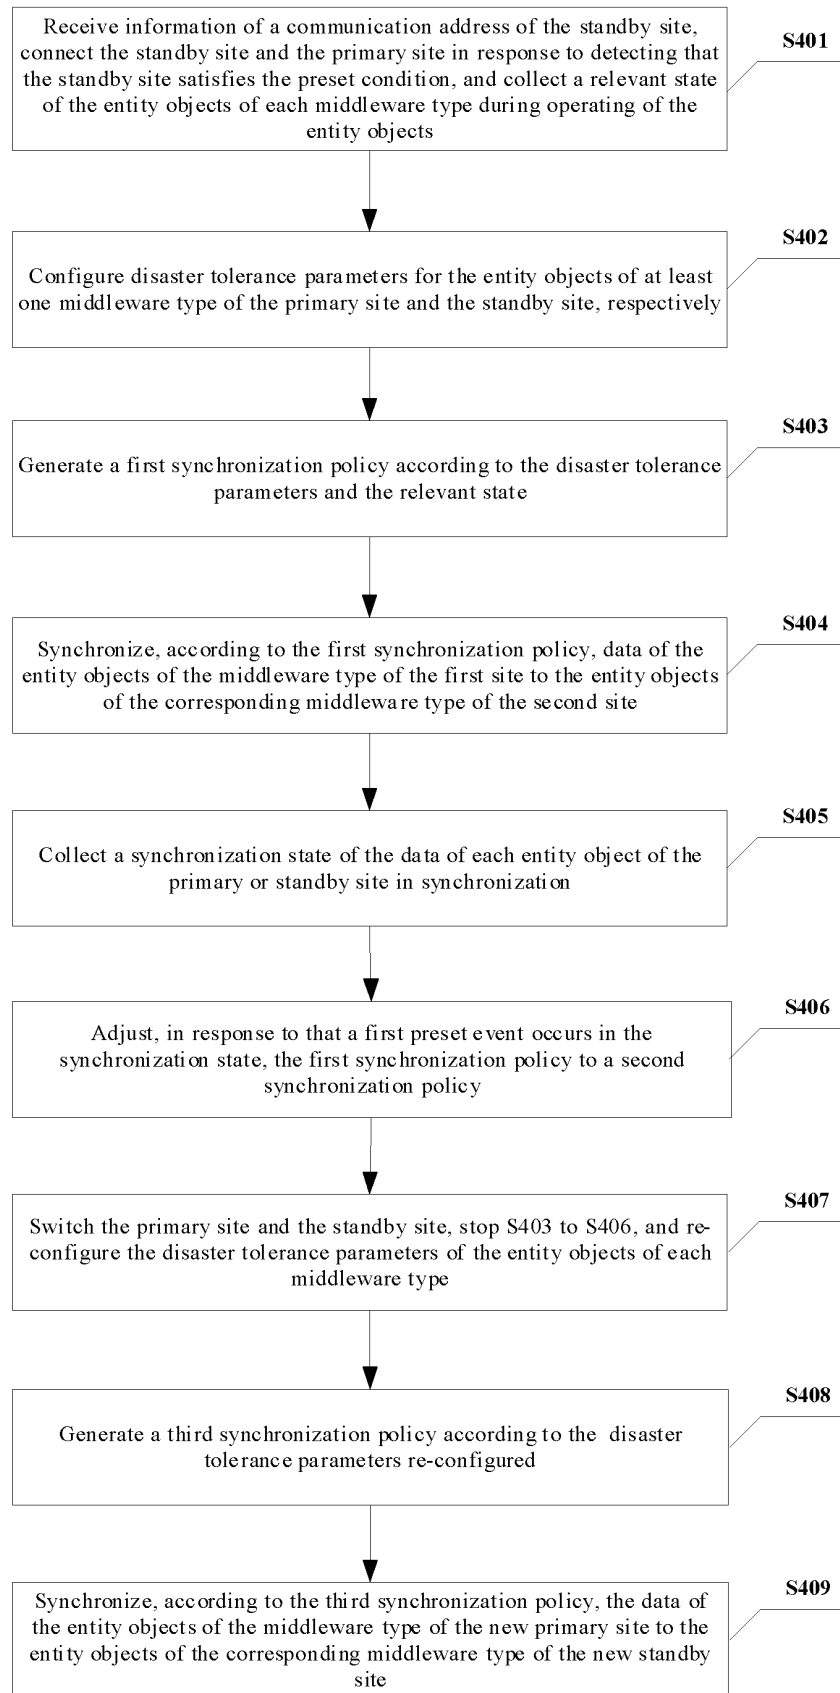 Receive information of a communication address of the standby site,
connect the standby site and the primary site in response to detecting that
the standby site satisfies the preset condition, and collect a relevant state
of the entity objects of each middleware type during operating of the
entity objects
S401
Configure disaster tolerance parameters for the entity objects of at least
one middleware type of the primary site and the standby site, respectively
S402
Generate a first synchronization policy according to the disaster tolerance
parameters and the relevant state
S403
Synchronize, according to the first synchronization policy, data of the
entity objects of the middleware type of the first site to the entity objects
of the corresponding middleware type of the second site
S404
Collect a synchronization state of the data of each entity object of the
primary or standby site in synchronization
S405
Adjust, in response to that a first preset event occurs in the
synchronization state, the first synchronization policy to a second
synchronization policy
S406
Switch the primary site and the standby site, stop S403 to S406, and re-
configure the disaster tolerance parameters of the entity objects of each
middleware type
S407
Generate a third synchronization policy according to the disaster
tolerance parameters re-configured
S408
Synchronize, according to the third synchronization policy, the data of
the entity objects of the middleware type of the new primary site to the
entity objects of the corresponding middleware type of the new standby
site
S409